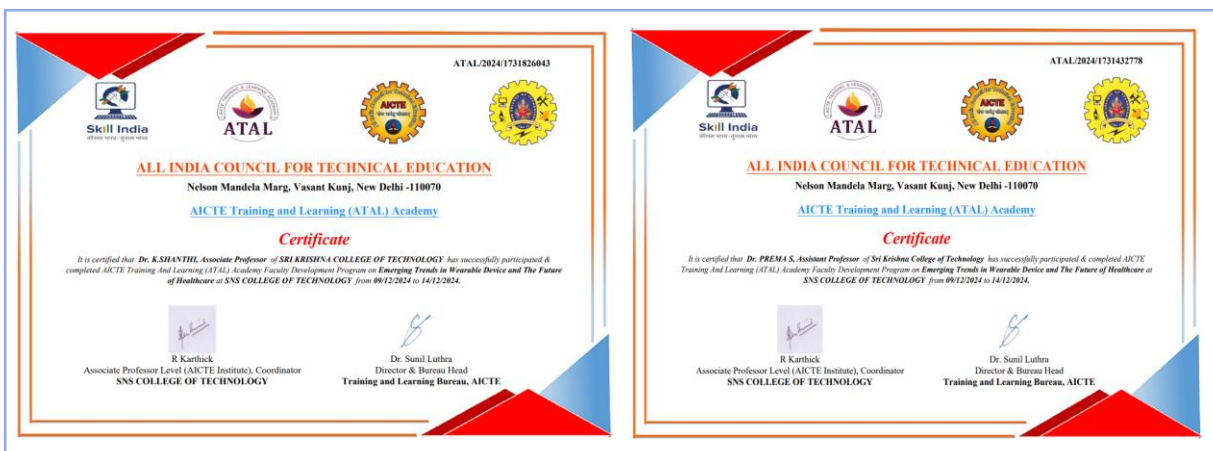 ATAL/2024/1731826043
Skill India
कौशल भारत - कुशल भारत
ATAL
AICTE
ALL INDIA COUNCIL FOR TECHNICAL EDUCATION
Nelson Mandela Marg, Vasant Kunj, New Delhi -110070
AICTE Training and Learning (ATAL) Academy
Certificate
It is certified that Dr. K.SHANTHI, Associate Professor of SRI KRISHNA COLLEGE OF TECHNOLOGY has successfully participated &
completed AICTE Training And Learning (ATAL) Academy Faculty Development Program on Emerging Trends in Wearable Device and The Future
of Healthcare at SNS COLLEGE OF TECHNOLOGY from 09/12/2024 to 14/12/2024.
R Karthick
Associate Professor Level (AICTE Institute), Coordinator
SNS COLLEGE OF TECHNOLOGY
Dr. Sunil Luthra
Director & Bureau Head
Training and Learning Bureau, AICTE
ATAL/2024/1731432778
Skill India
कौशल भारत - कुशल भारत
ATAL
AICTE
ALL INDIA COUNCIL FOR TECHNICAL EDUCATION
Nelson Mandela Marg, Vasant Kunj, New Delhi -110070
AICTE Training and Learning (ATAL) Academy
Certificate
It is certified that Dr. PREMA S, Assistant Professor of Sri Krishna College of Technology has successfully participated & completed AICTE
Training And Learning (ATAL) Academy Faculty Development Program on Emerging Trends in Wearable Device and The Future of Healthcare at
SNS COLLEGE OF TECHNOLOGY from 09/12/2024 to 14/12/2024.
R Karthick
Associate Professor Level (AICTE Institute), Coordinator
SNS COLLEGE OF TECHNOLOGY
Dr. Sunil Luthra
Director & Bureau Head
Training and Learning Bureau, AICTE